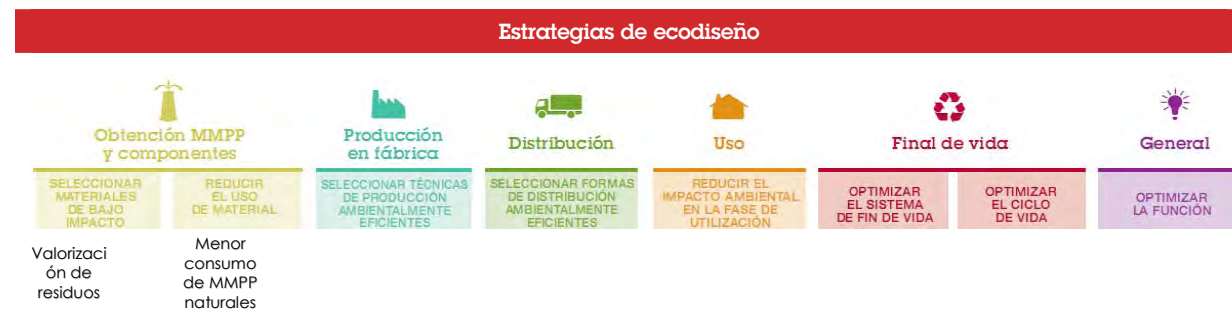 Estrategias de ecodiseño
Obtención MMPP
y componentes
Producción
en fábrica
Distribución
Uso
Final de vida
General
SELECCIONAR
MATERIALES
DE BAJO
IMPACTO
REDUCIR
EL USO
DE MATERIAL
SELECCIONAR TÉCNICAS
DE PRODUCCIÓN
AMBIENTALMENTE
EFICIENTES
SELECCIONAR FORMAS
DE DISTRIBUCIÓN
AMBIENTALMENTE
EFICIENTES
REDUCIR EL
IMPACTO AMBIENTAL
EN LA FASE DE
UTILIZACIÓN
OPTIMIZAR
EL SISTEMA
DE FIN DE VIDA
OPTIMIZAR
EL CICLO
DE VIDA
OPTIMIZAR
LA FUNCIÓN
Valorizaci
ón de
residuos
Menor
consumo
de MMPP
naturales